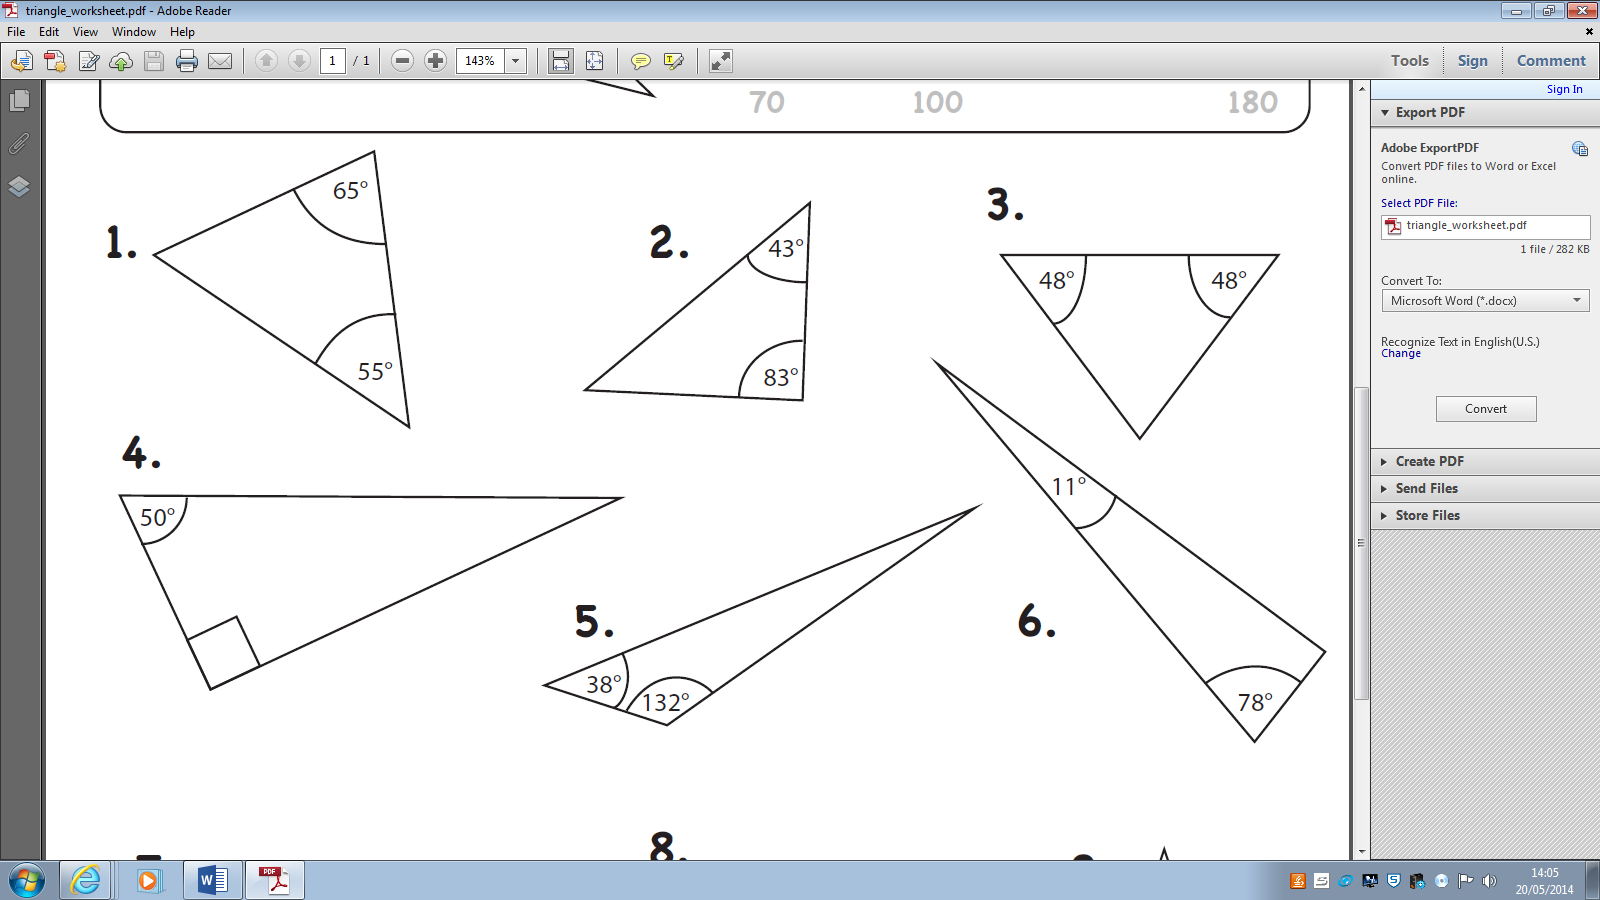 triangle_worksheet.pdf - Adobe Reader
File Edit View Window Help
1 / 1 143% Tools Sign Comment
Sign In
70 100 180
Export PDF
Adobe ExportPDF
Convert PDF files to Word or Excel
online.
Select PDF File:
triangle_worksheet.pdf
1 file / 282 KB
Convert To:
Microsoft Word (*.docx)
Recognize Text in English(U.S.)
Change
Convert
Create PDF
Send Files
Store Files
1.
65°
55°
2.
43°
83°
3.
48° 48°
4.
50°
5.
38° 132°
6.
11°
78°
8.
14:05
20/05/2014